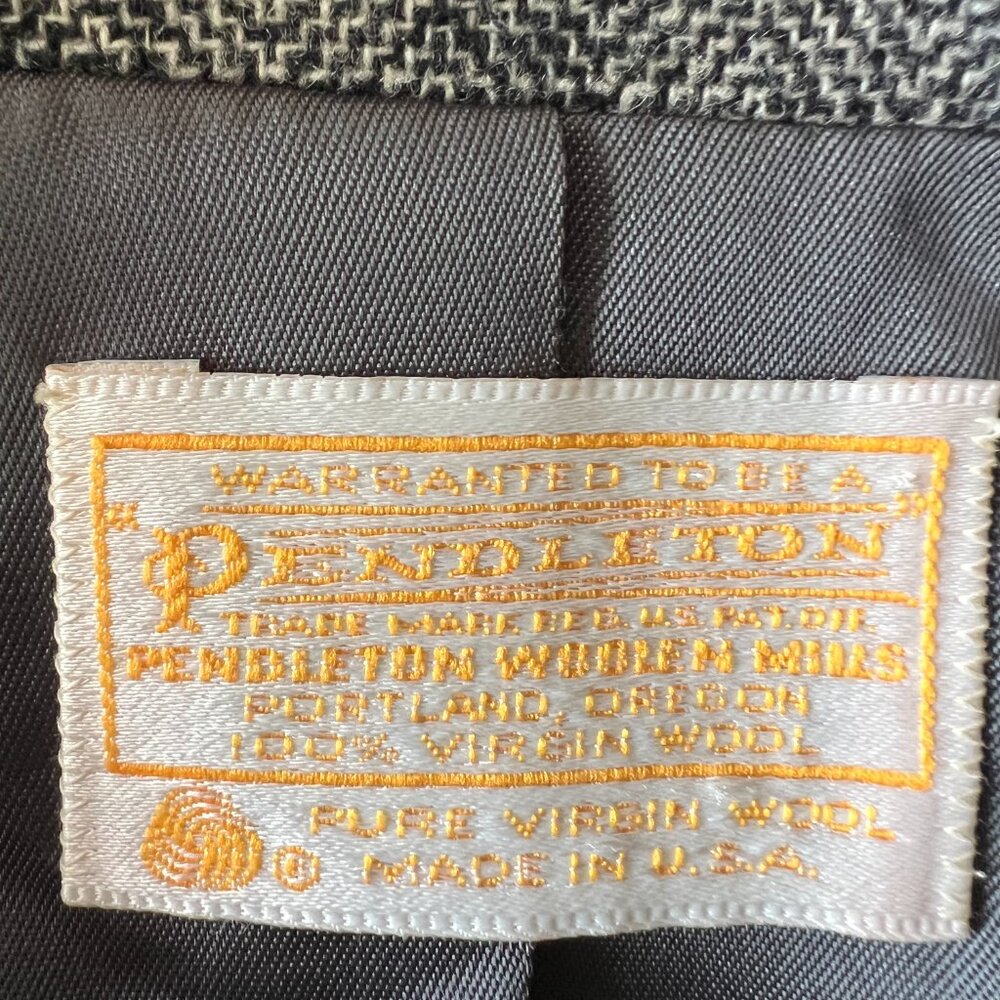 WARRANTED TO BE A
"PENDLETON"
TRADE MARK REG. U.S. PAT. OFF.
PENDLETON WOOLEN MILLS
PORTLAND, OREGON
100% VIRGIN WOOL
PURE VIRGIN WOOL
® MADE IN U.S.A.